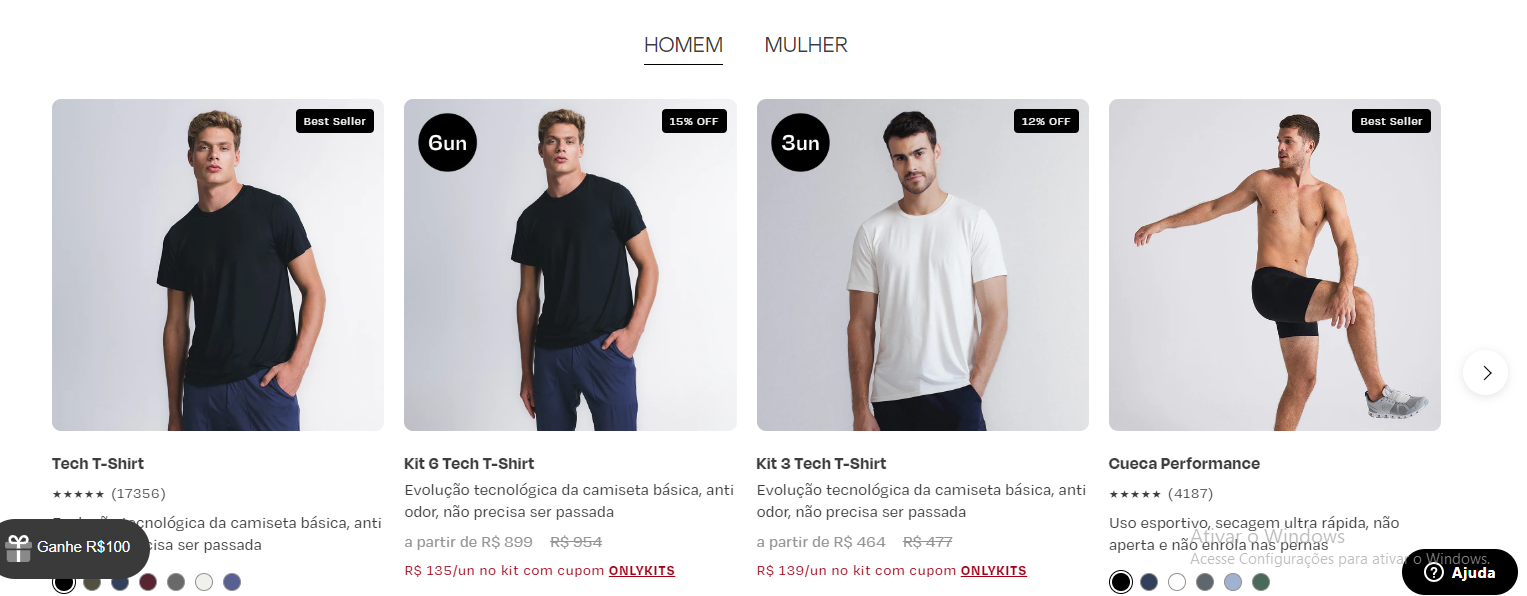 HOMEM MULHER
Best Seller
6un
15% OFF
3un
12% OFF
Best Seller
Tech T-Shirt
★★★★★ (17356)
Evolução tecnológica da camiseta básica, anti
cisa ser passada
Kit 6 Tech T-Shirt
Evolução tecnológica da camiseta básica, anti
odor, não precisa ser passada
a partir de R$ 899 R$ 954
R$ 135/un no kit com cupom ONLYKITS
Kit 3 Tech T-Shirt
Evolução tecnológica da camiseta básica, anti
odor, não precisa ser passada
a partir de R$ 464 R$ 477
R$ 139/un no kit com cupom ONLYKITS
Cueca Performance
★★★★★ (4187)
Uso esportivo, secagem ultra rápida, não
aperta e não enrola nas pernas
Ganhe R$100
Ativar o Windows
Acesse Configurações para ativar o Windows.
Ajuda